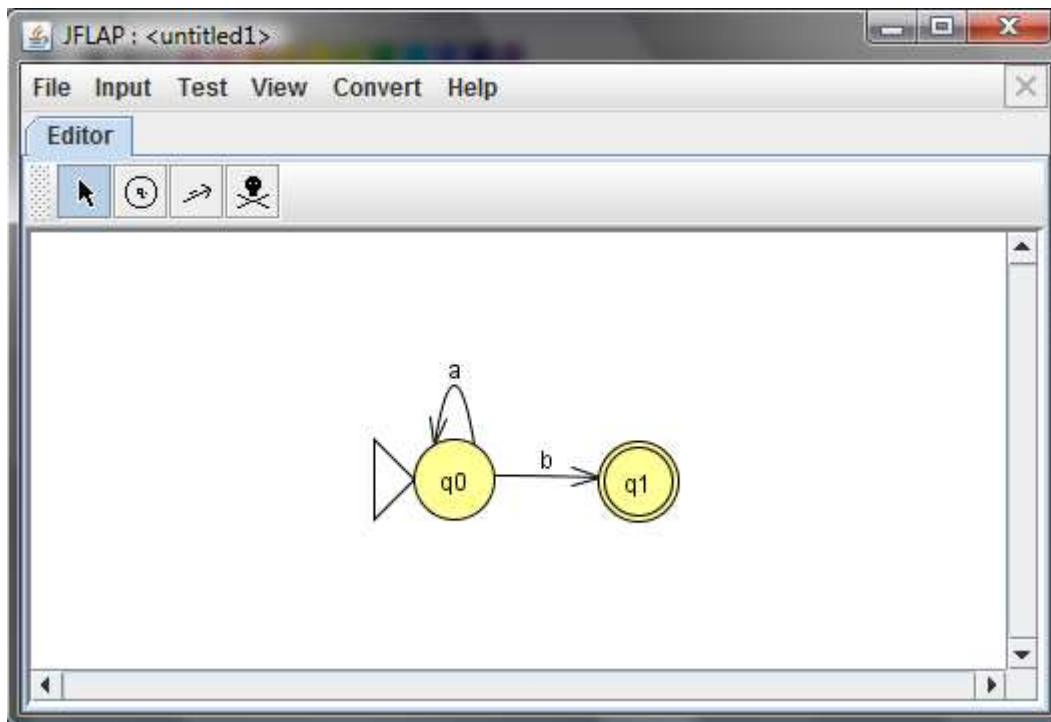 JFLAP : <untitled1>
File Input Test View Convert Help
Editor
q
a
b
q0
q1